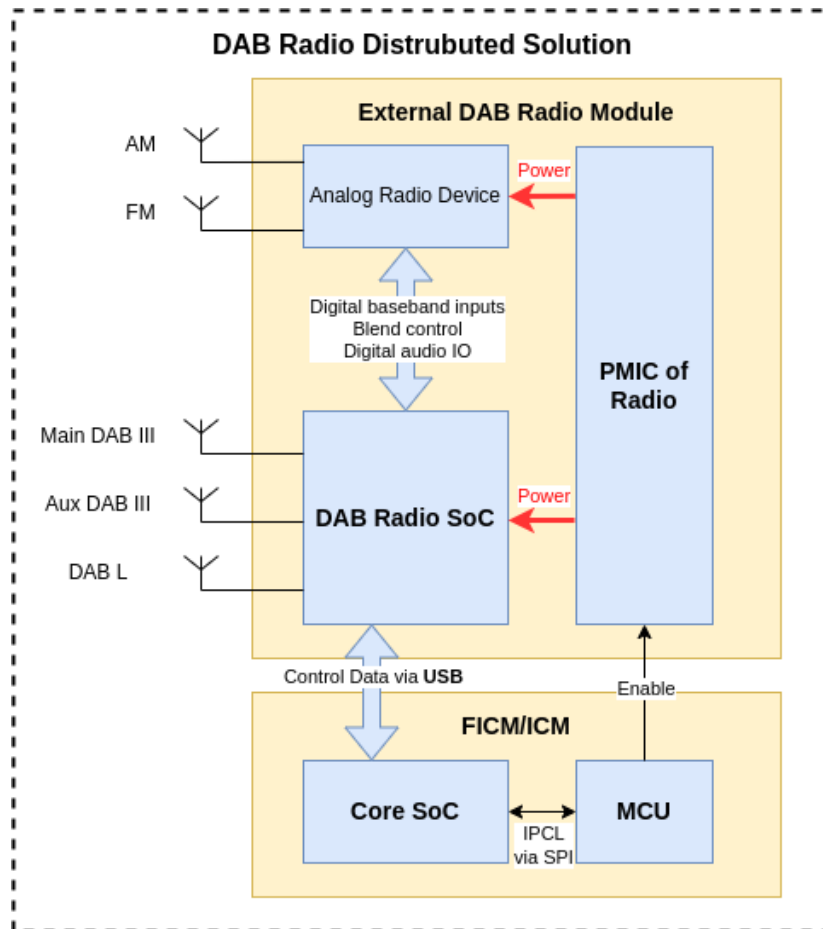 DAB Radio Distrubuted Solution
External DAB Radio Module
AM
FM
Analog Radio Device
Power
Digital baseband inputs
Blend control
Digital audio IO
PMIC of
Radio
Main DAB III
Aux DAB III
DAB L
DAB Radio SoC
Power
Control Data via USB
Enable
FICM/ICM
Core SoC
IPCL
via SPI
MCU